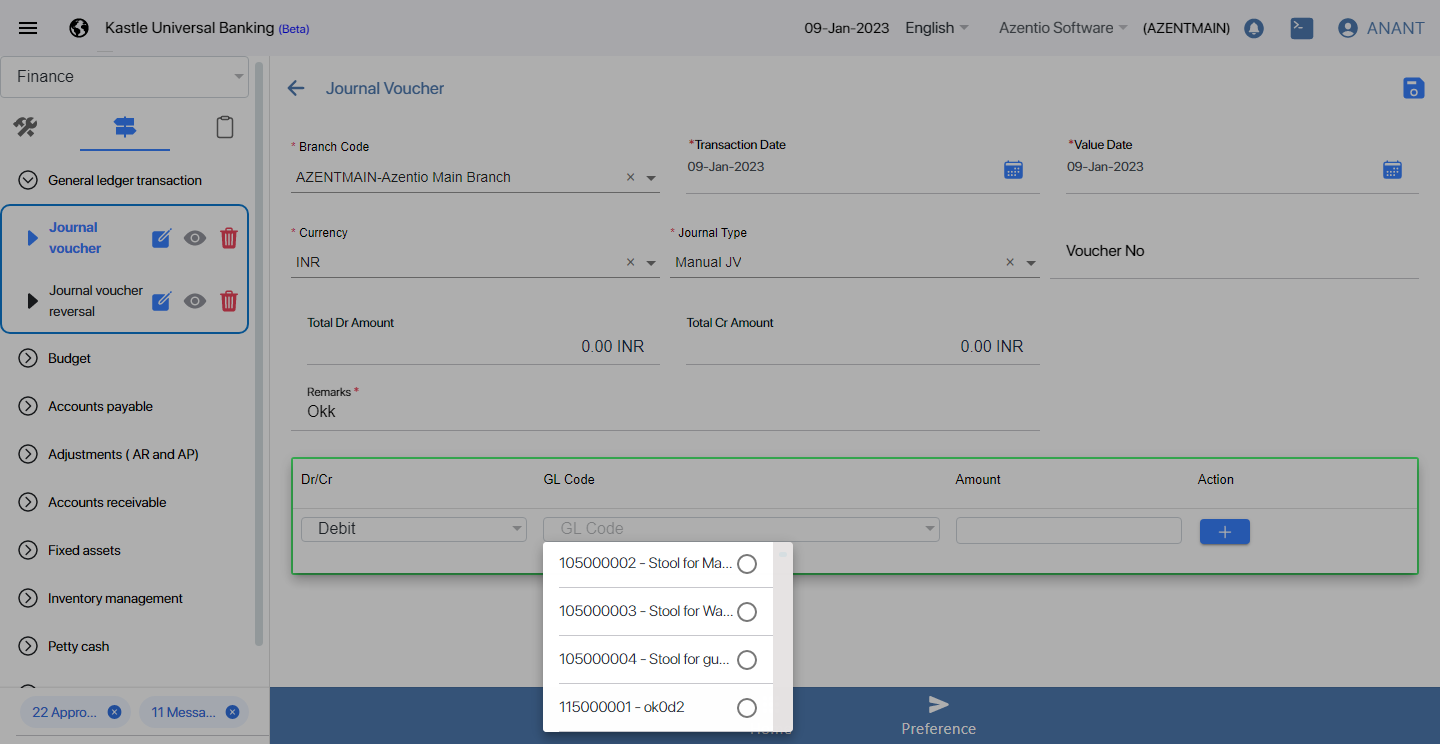 Kastle Universal Banking (Beta)
09-Jan-2023
English
Azentio Software
(AZENTMAIN)
ANANT
Finance
General ledger transaction
Journal
voucher
Journal voucher
reversal
Budget
Accounts payable
Adjustments ( AR and AP)
Accounts receivable
Fixed assets
Inventory management
Petty cash
22 Appro...
11 Messa...
Journal Voucher
* Branch Code
AZENTMAIN-Azentio Main Branch
*Transaction Date
09-Jan-2023
*Value Date
09-Jan-2023
* Currency
INR
* Journal Type
Manual JV
Voucher No
Total Dr Amount
0.00 INR
Total Cr Amount
0.00 INR
Remarks *
Okk
Dr/Cr
GL Code
Amount
Action
Debit
GL Code
105000002 - Stool for Ma...
105000003 - Stool for Wa...
105000004 - Stool for gu...
115000001 - ok0d2
Preference